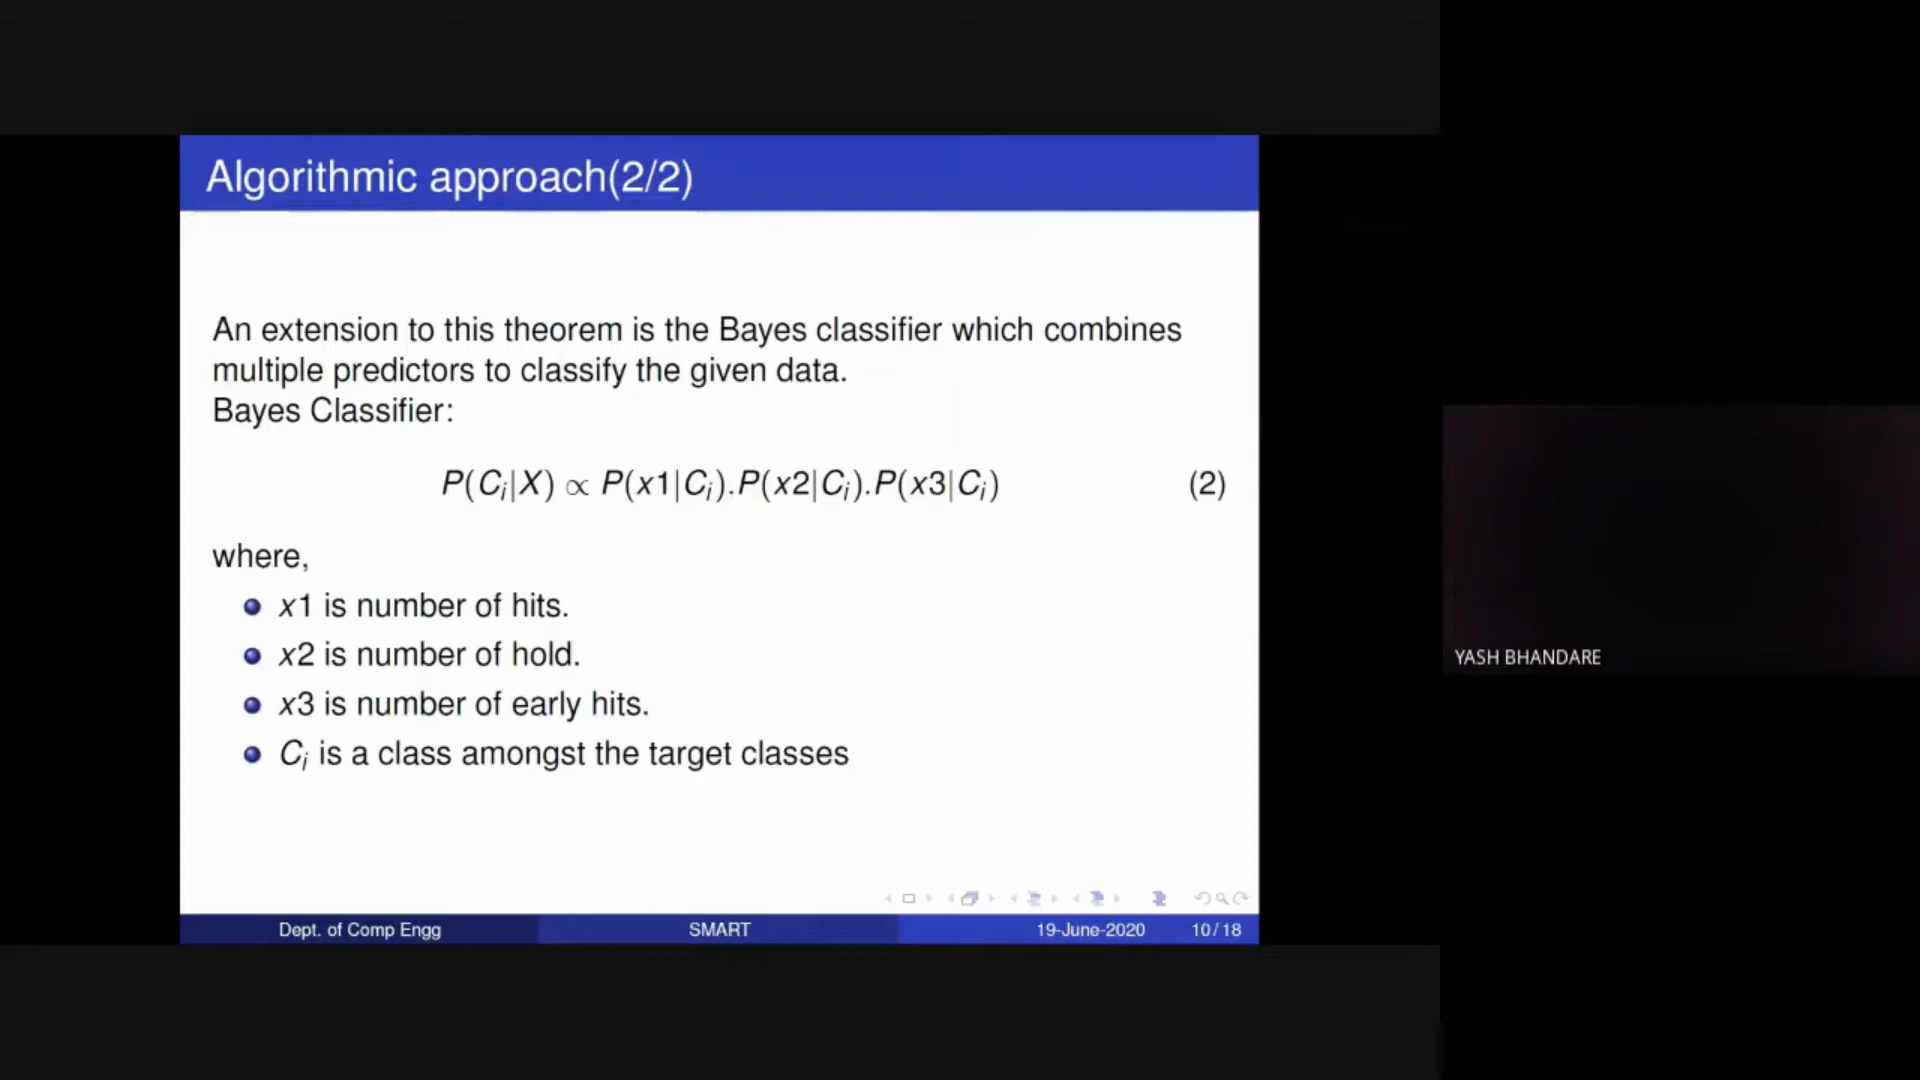 Algorithmic approach(2/2)
An extension to this theorem is the Bayes classifier which combines
multiple predictors to classify the given data.
Bayes Classifier:
P(Cᵢ|X) ∝ P(x1|Cᵢ).P(x2|Cᵢ).P(x3|Cᵢ) (2)
where,
x1 is number of hits.
x2 is number of hold.
x3 is number of early hits.
Cᵢ is a class amongst the target classes
YASH BHANDARE
Dept. of Comp Engg SMART 19-June-2020 10/18